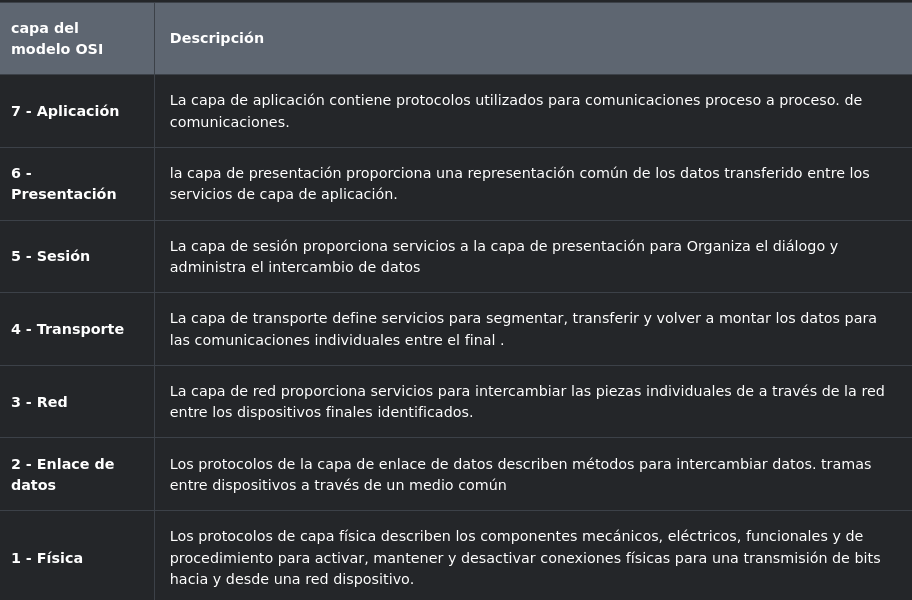 capa del
modelo OSI
Descripción
7 - Aplicación
La capa de aplicación contiene protocolos utilizados para comunicaciones proceso a proceso. de
comunicaciones.
6 -
Presentación
la capa de presentación proporciona una representación común de los datos transferido entre los
servicios de capa de aplicación.
5 - Sesión
La capa de sesión proporciona servicios a la capa de presentación para Organiza el diálogo y
administra el intercambio de datos
4 - Transporte
La capa de transporte define servicios para segmentar, transferir y volver a montar los datos para
las comunicaciones individuales entre el final .
3 - Red
La capa de red proporciona servicios para intercambiar las piezas individuales de a través de la red
entre los dispositivos finales identificados.
2 - Enlace de
datos
Los protocolos de la capa de enlace de datos describen métodos para intercambiar datos. tramas
entre dispositivos a través de un medio común
1 - Física
Los protocolos de capa física describen los componentes mecánicos, eléctricos, funcionales y de
procedimiento para activar, mantener y desactivar conexiones físicas para una transmisión de bits
hacia y desde una red dispositivo.